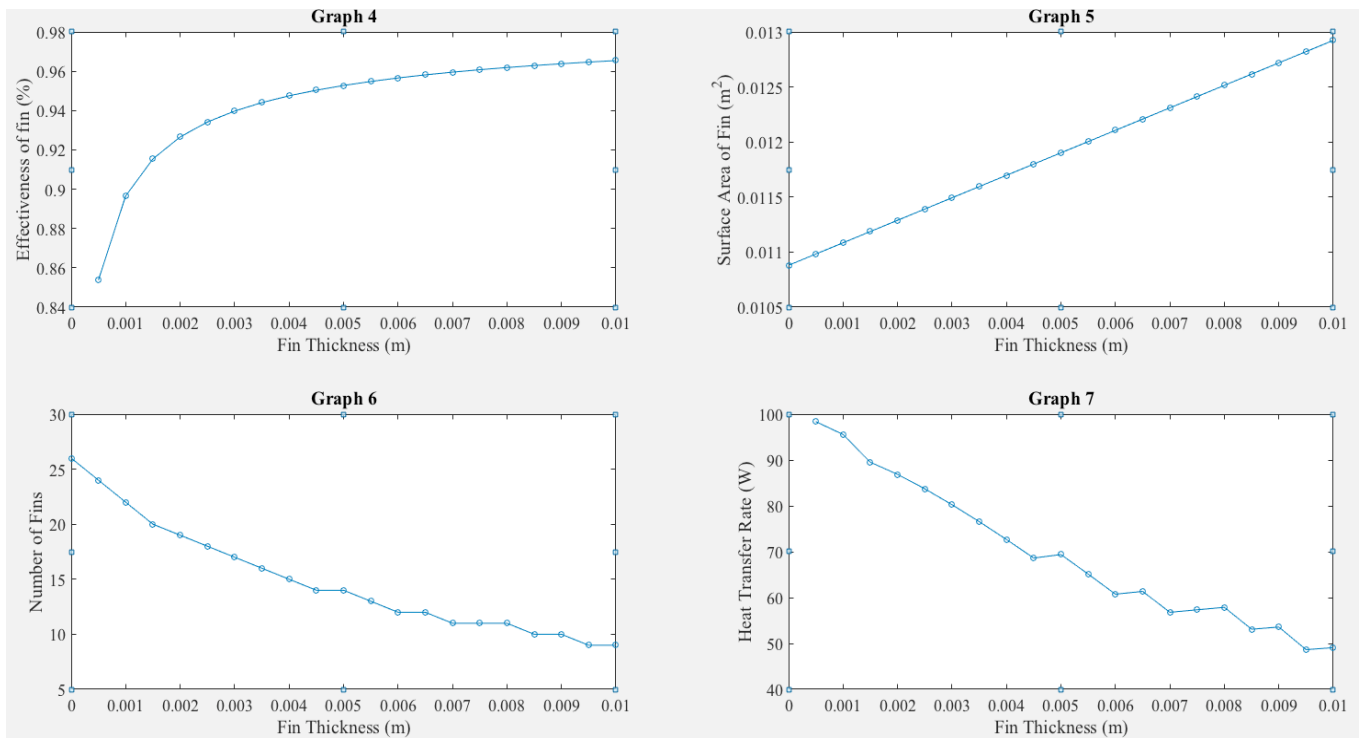 Graph 4
Effectiveness of fin (%)
0.98
0.96
0.94
0.92
0.9
0.88
0.86
0.84
0 0.001 0.002 0.003 0.004 0.005 0.006 0.007 0.008 0.009 0.01
Fin Thickness (m)
Graph 5
Surface Area of Fin (m²)
0.013
0.0125
0.012
0.0115
0.011
0.0105
0 0.001 0.002 0.003 0.004 0.005 0.006 0.007 0.008 0.009 0.01
Fin Thickness (m)
Graph 6
Number of Fins
30
25
20
15
10
5
0 0.001 0.002 0.003 0.004 0.005 0.006 0.007 0.008 0.009 0.01
Fin Thickness (m)
Graph 7
Heat Transfer Rate (W)
100
90
80
70
60
50
40
0 0.001 0.002 0.003 0.004 0.005 0.006 0.007 0.008 0.009 0.01
Fin Thickness (m)